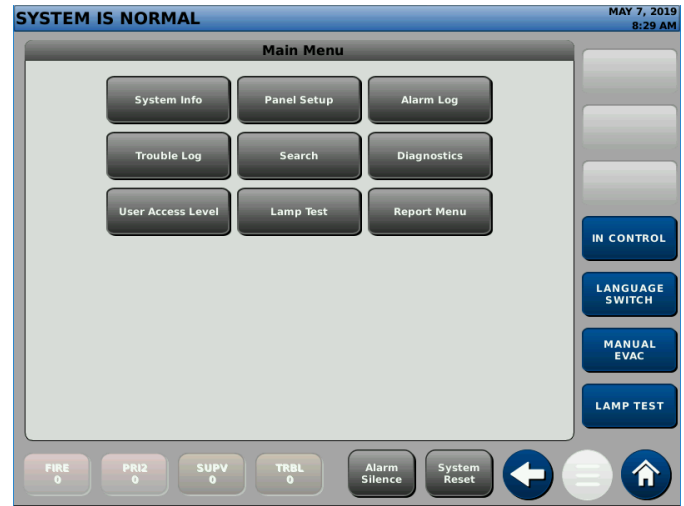 SYSTEM IS NORMAL
MAY 7, 2019
8:29 AM
Main Menu
System Info
Panel Setup
Alarm Log
Trouble Log
Search
Diagnostics
User Access Level
Lamp Test
Report Menu
IN CONTROL
LANGUAGE
SWITCH
MANUAL
EVAC
LAMP TEST
FIRE
0
PRI2
0
SUPV
0
TRBL
0
Alarm
Silence
System
Reset